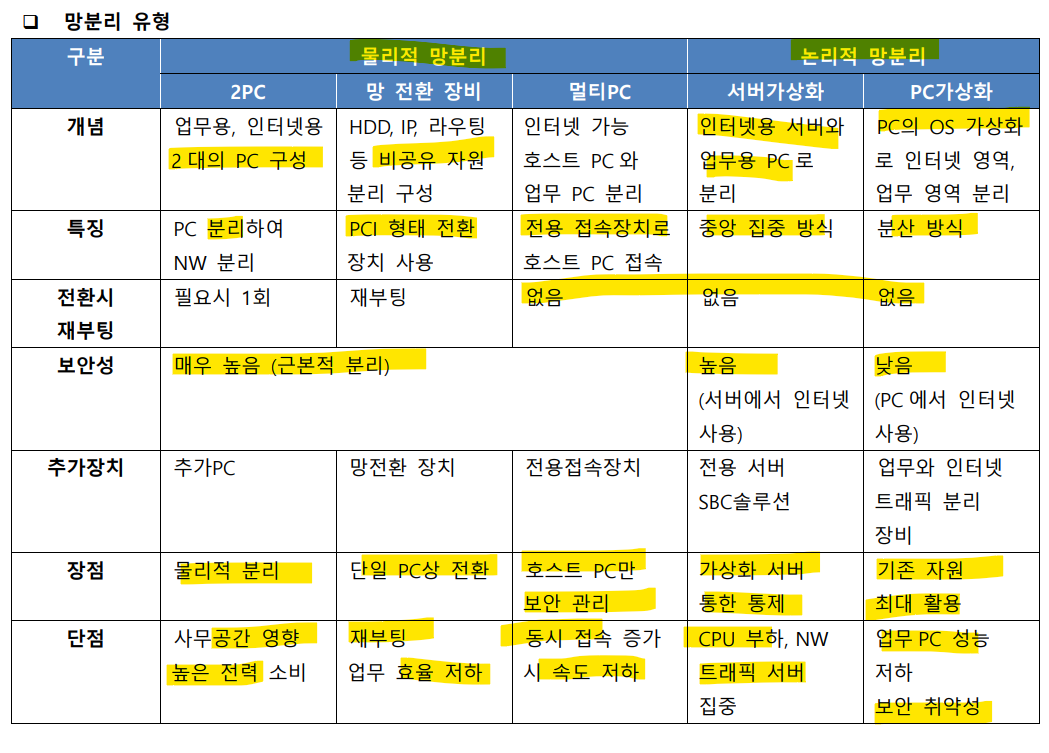 ❑ 망분리 유형
구분 물리적 망분리 논리적 망분리
2PC 망 전환 장비 멀티PC 서버가상화 PC가상화
개념
업무용, 인터넷용
2대의 PC 구성
HDD, IP, 라우팅
등 비공유 자원
분리 구성
인터넷 가능
호스트 PC와
업무 PC 분리
인터넷용 서버와
업무용 PC로
분리
PC의 OS 가상화
로 인터넷 영역,
업무 영역 분리
특징
PC 분리하여
NW 분리
PCI 형태 전환
장치 사용
전용 접속장치로
호스트 PC 접속
중앙 집중 방식
분산 방식
전환시
재부팅
필요시 1회
재부팅
없음
없음
없음
보안성
매우 높음 (근본적 분리)
높음
(서버에서 인터넷
사용)
낮음
(PC에서 인터넷
사용)
추가장치
추가PC
망전환 장치
전용접속장치
전용 서버
SBC솔루션
업무와 인터넷
트래픽 분리
장비
장점
물리적 분리
단일 PC상 전환
호스트 PC만
보안 관리
가상화 서버
통한 통제
기존 자원
최대 활용
단점
사무공간 영향
높은 전력 소비
재부팅
업무 효율 저하
동시 접속 증가
시 속도 저하
CPU 부하, NW
트래픽 서버
집중
업무PC 성능
저하
보안 취약성